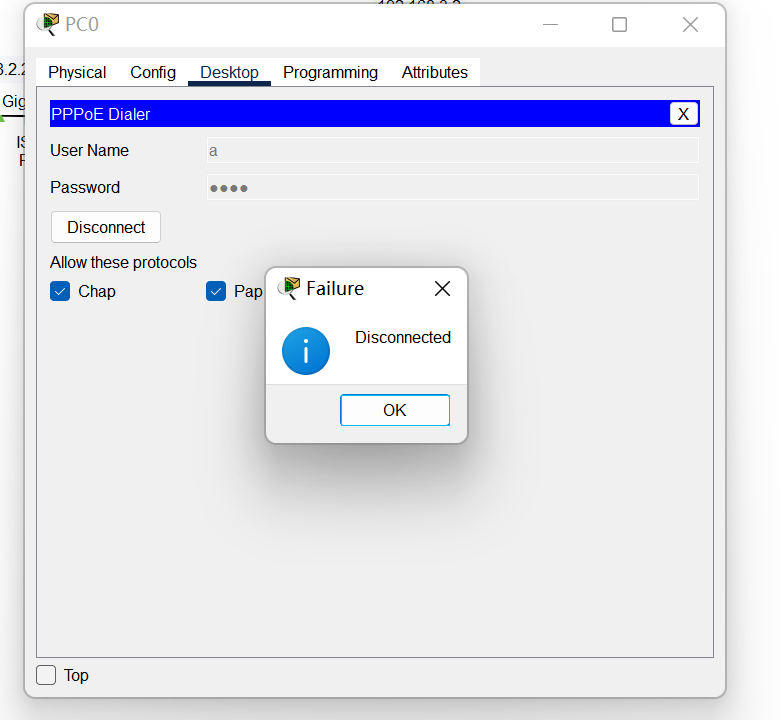 PC0
Physical Config Desktop Programming Attributes
PPPoE Dialer X
User Name a
Password ●●●●
Disconnect
Allow these protocols
Chap Pap
Failure
Disconnected
OK
Top
Gig